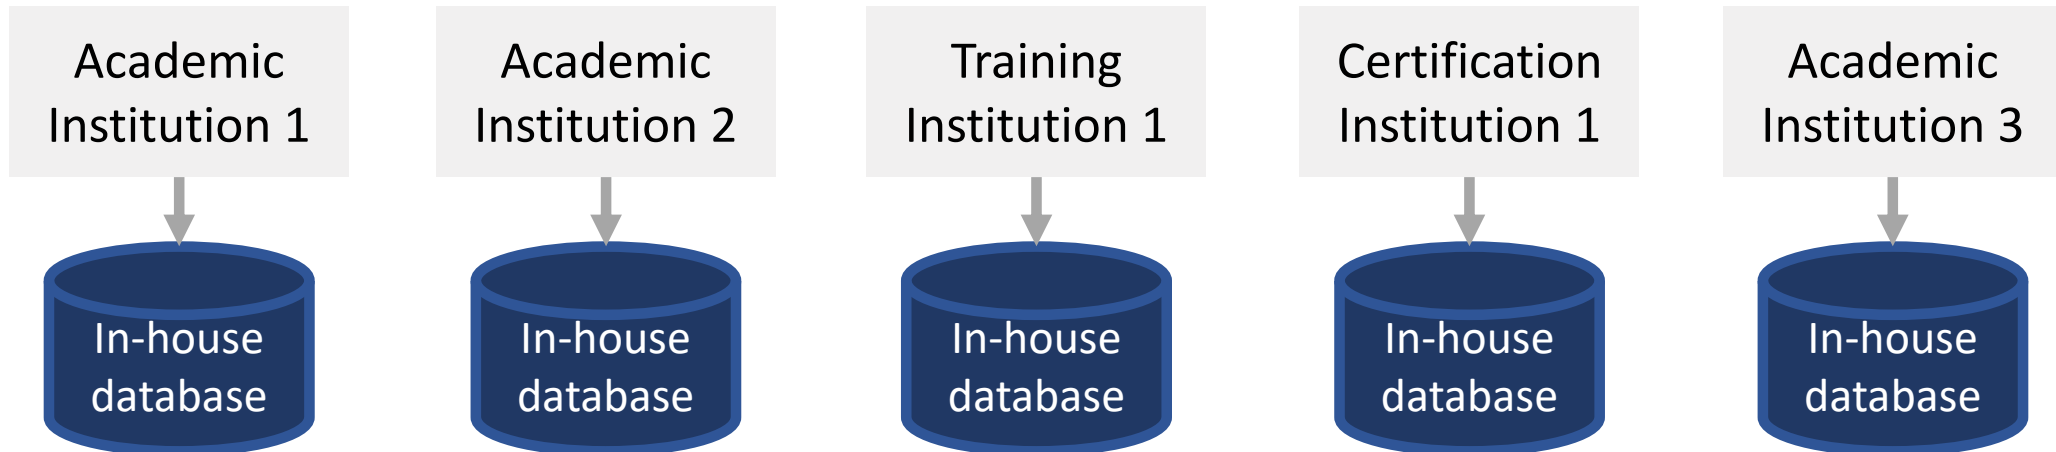 Academic
Institution 1
Academic
Institution 2
Training
Institution 1
Certification
Institution 1
Academic
Institution 3
In-house
database
In-house
database
In-house
database
In-house
database
In-house
database